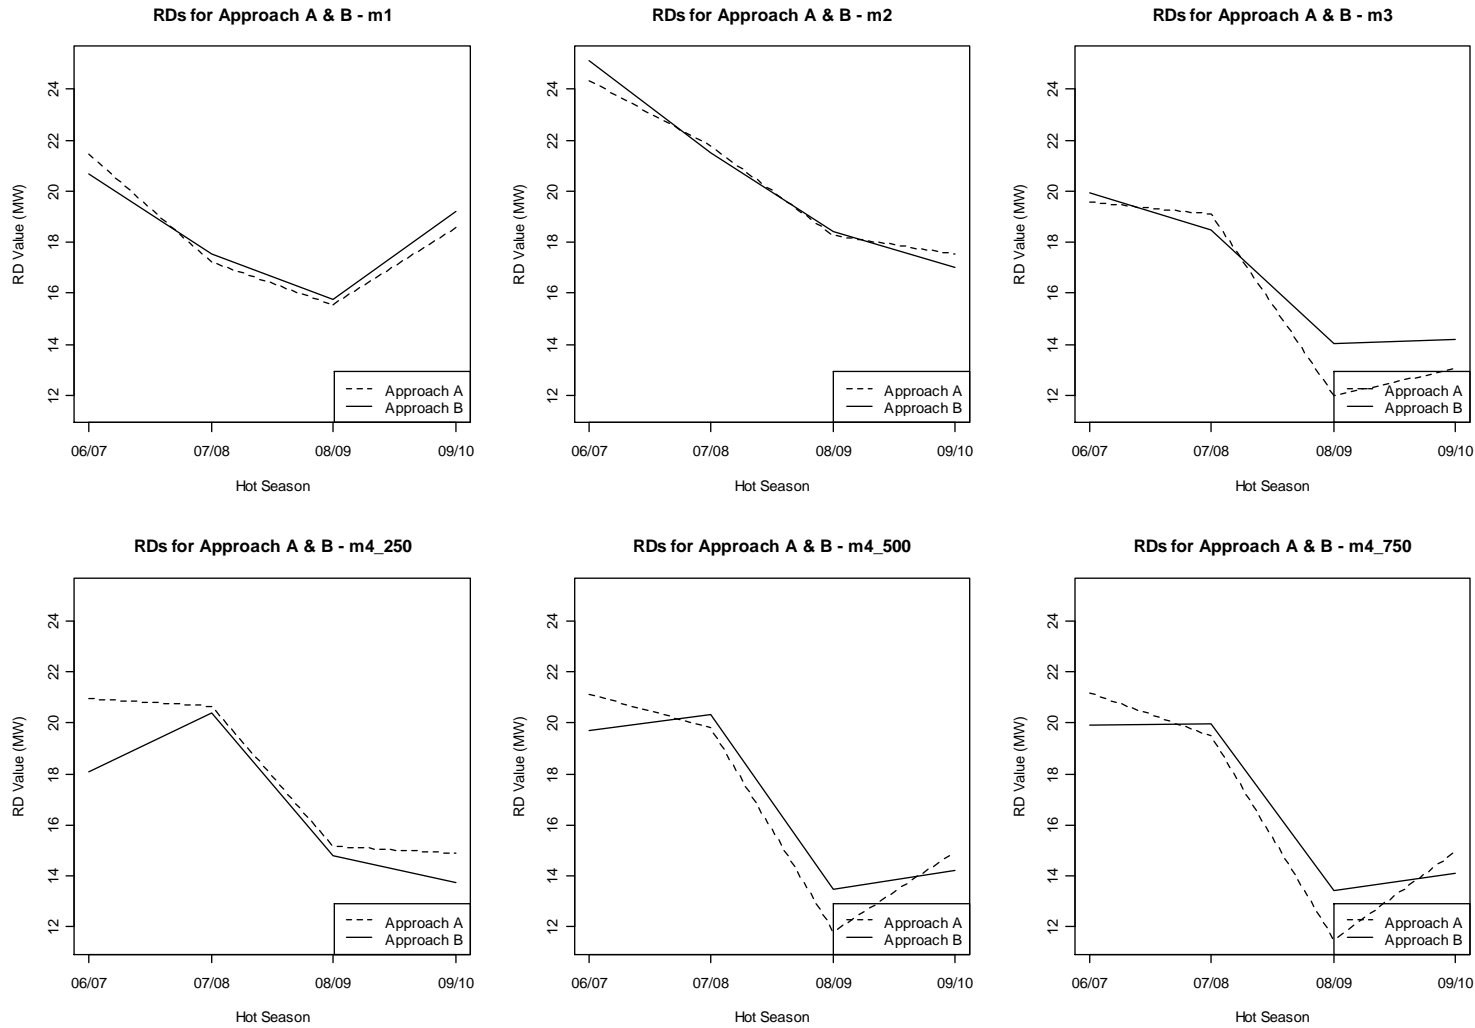 RDs for Approach A & B - m1
RD Value (MW)
24
22
20
18
16
14
12
Approach A
Approach B
06/07 07/08 08/09 09/10
Hot Season
RDs for Approach A & B - m2
RD Value (MW)
24
22
20
18
16
14
12
Approach A
Approach B
06/07 07/08 08/09 09/10
Hot Season
RDs for Approach A & B - m3
RD Value (MW)
24
22
20
18
16
14
12
Approach A
Approach B
06/07 07/08 08/09 09/10
Hot Season
RDs for Approach A & B - m4_250
RD Value (MW)
24
22
20
18
16
14
12
Approach A
Approach B
06/07 07/08 08/09 09/10
Hot Season
RDs for Approach A & B - m4_500
RD Value (MW)
24
22
20
18
16
14
12
Approach A
Approach B
06/07 07/08 08/09 09/10
Hot Season
RDs for Approach A & B - m4_750
RD Value (MW)
24
22
20
18
16
14
12
Approach A
Approach B
06/07 07/08 08/09 09/10
Hot Season